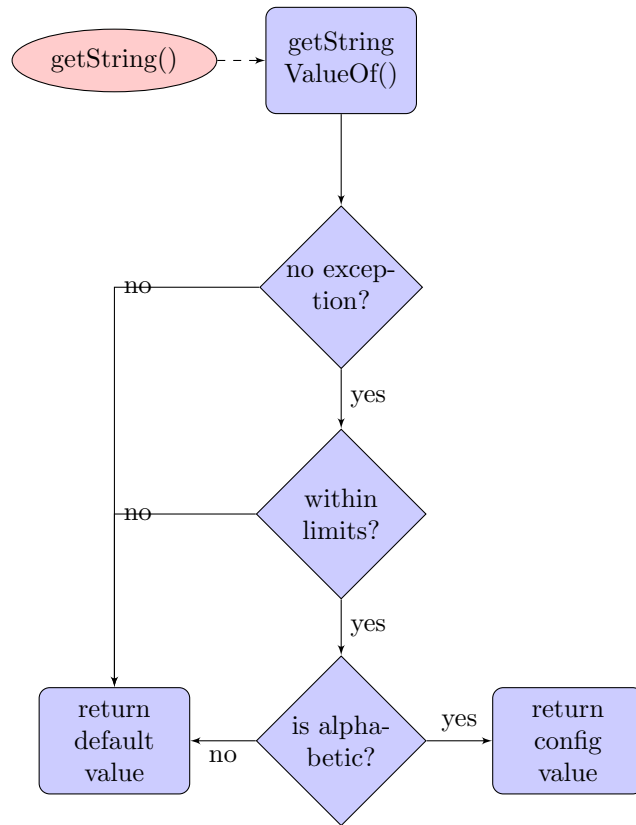 getString()
getString
ValueOf()
no excep-
tion?
no
yes
within
limits?
no
yes
return
default
value
no
is alpha-
betic?
yes
return
config
value